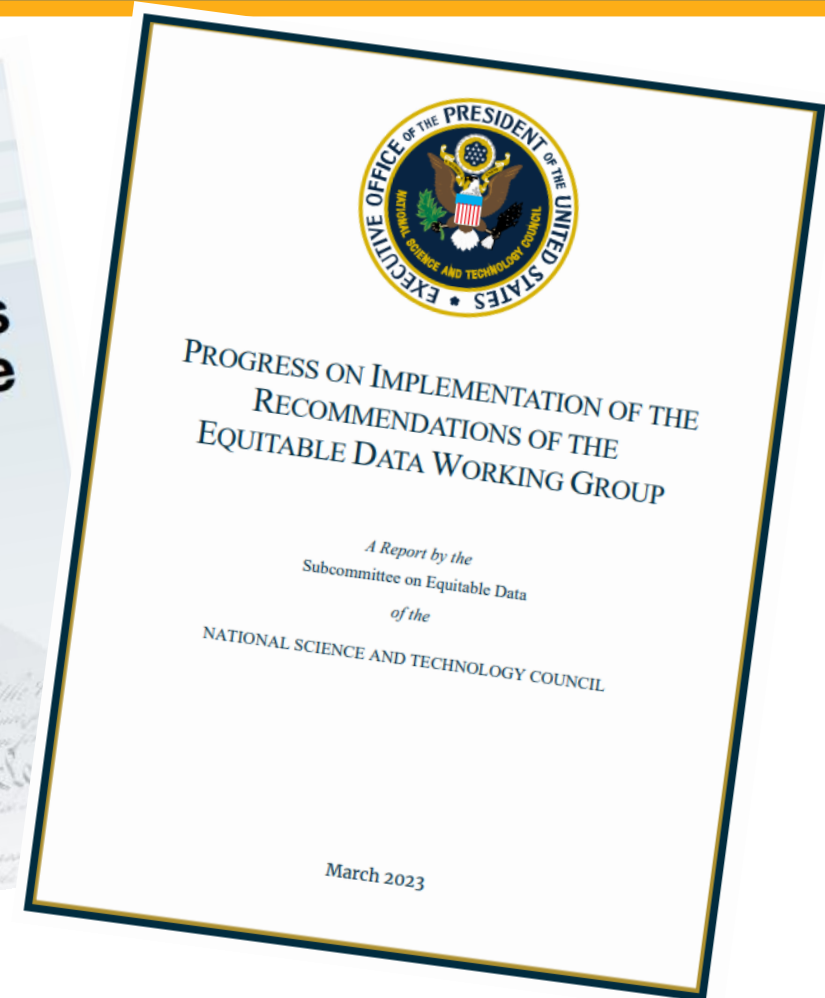 s
e
EXECUTIVE OFFICE OF THE PRESIDENT OF THE UNITED STATES
NATIONAL SCIENCE AND TECHNOLOGY COUNCIL
PROGRESS ON IMPLEMENTATION OF THE
RECOMMENDATIONS OF THE
EQUITABLE DATA WORKING GROUP
A Report by the
Subcommittee on Equitable Data
of the
NATIONAL SCIENCE AND TECHNOLOGY COUNCIL
March 2023